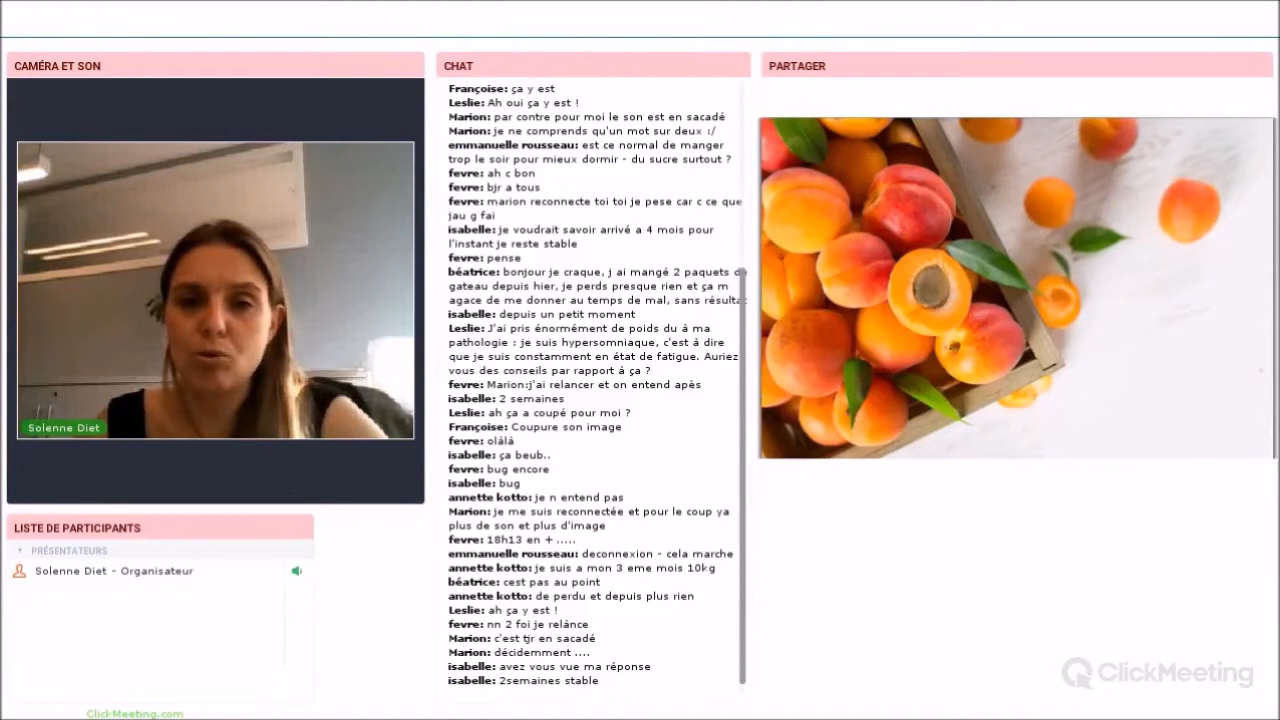 CAMÉRA ET SON
Solenne Diet
LISTE DE PARTICIPANTS
PRÉSENTATEURS
Solenne Diet - Organisateur
ClickMeeting.com
CHAT
Françoise: ça y est
Leslie: Ah oui ça y est !
Marion: par contre pour moi le son est en sacadé
Marion: je ne comprends qu'un mot sur deux :/
emmanuelle rousseau: est ce normal de manger
trop le soir pour mieux dormir - du sucre surtout ?
fevre: ah c bon
fevre: bjr a tous
fevre: marion reconnecte toi toi je pese car c ce que
jau g fai
isabelle: je voudrait savoir arrivé a 4 mois pour
l'instant je reste stable
fevre: pense
béatrice: bonjour je craque, j ai mangé 2 paquets
gateau depuis hier, je perds presque rien et ça m
agace de me donner au temps de mal, sans
isabelle: depuis un petit moment
Leslie: J'ai pris énormément de poids du à ma
pathologie : je suis hypersomniaque, c'est à dire
que je suis constamment en état de fatigue. Auriez
vous des conseils par rapport à ça ?
fevre: Marion:j'ai relancer et on entend apès
isabelle: 2 semaines
Leslie: ah ça a coupé pour moi ?
Françoise: Coupure son image
fevre: olàlà
isabelle: ça beub..
fevre: bug encore
isabelle: bug
annette kotto: je n entend pas
Marion: je me suis reconnectée et pour le coup ya
plus de son et plus d'image
fevre: 18h13 en + .....
emmanuelle rousseau: deconnexion - cela marche
annette kotto: je suis a mon 3 eme mois 10kg
béatrice: cest pas au point
annette kotto: de perdu et depuis plus rien
Leslie: ah ça y est !
fevre: nn 2 foi je relànce
Marion: c'est tjr en sacadé
Marion: décidemment ....
isabelle: avez vous vue ma réponse
isabelle: 2semaines stable
PARTAGER
ClickMeeting